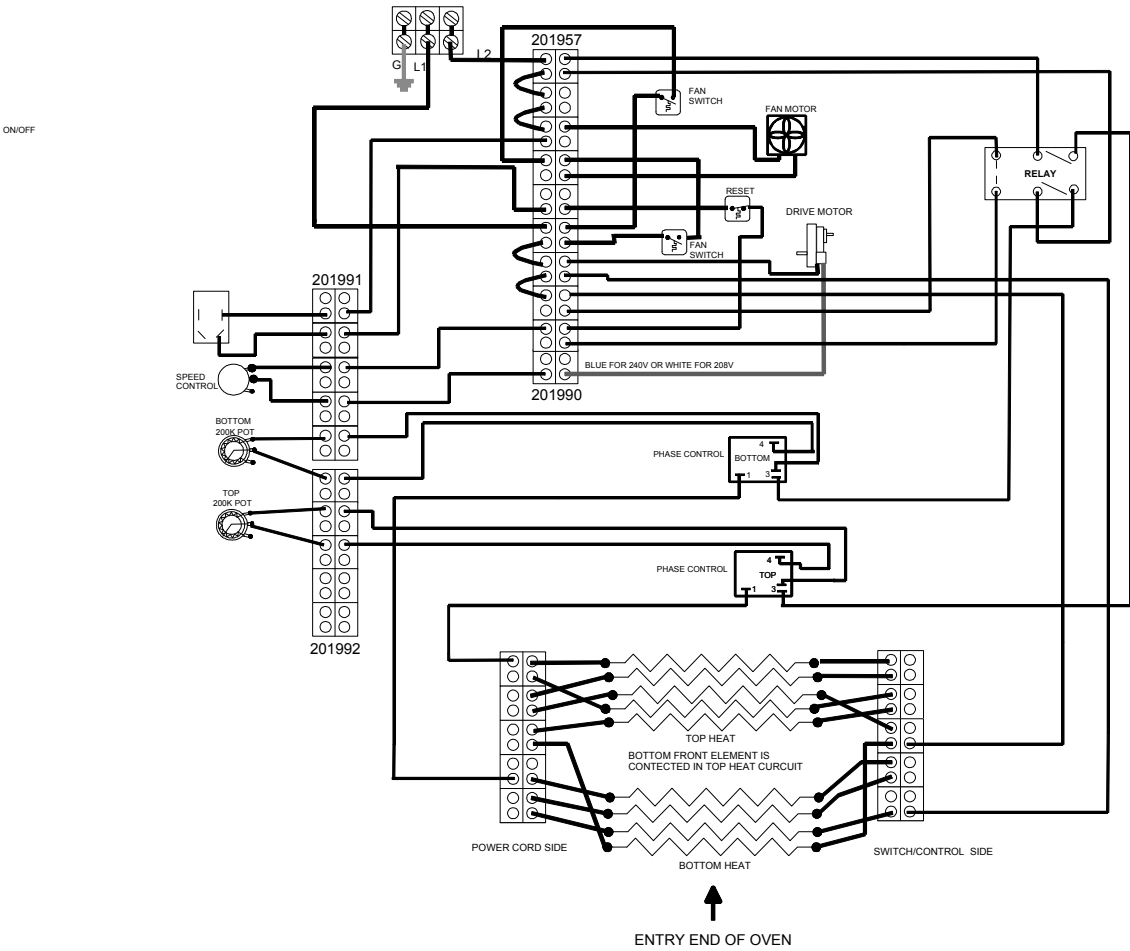 201957
L2
G
L1
FAN
SWITCH
FAN MOTOR
ON/OFF
RELAY
RESET
DRIVE MOTOR
FAN
SWITCH
201991
BLUE FOR 240V OR WHITE FOR 208V
SPEED
CONTROL
201990
BOTTOM
200K POT
4
PHASE CONTROL
BOTTOM
1
3
TOP
200K POT
4
PHASE CONTROL
TOP
1
3
201992
TOP HEAT
BOTTOM FRONT ELEMENT IS
CONTECTED IN TOP HEAT CURCUIT
POWER CORD SIDE
SWITCH/CONTROL SIDE
BOTTOM HEAT
ENTRY END OF OVEN